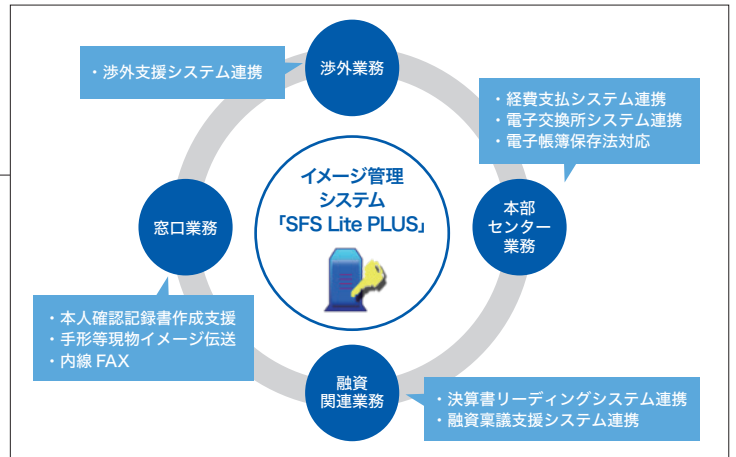 ・渉外支援システム連携
渉外業務
・経費支払システム連携
・電子交換所システム連携
・電子帳簿保存法対応
イメージ管理
システム
「SFS Lite PLUS」
窓口業務
本部
センター
業務
・本人確認記録書作成支援
・手形等現物イメージ伝送
・内線 FAX
融資
関連業務
・決算書リーディングシステム連携
・融資稟議支援システム連携